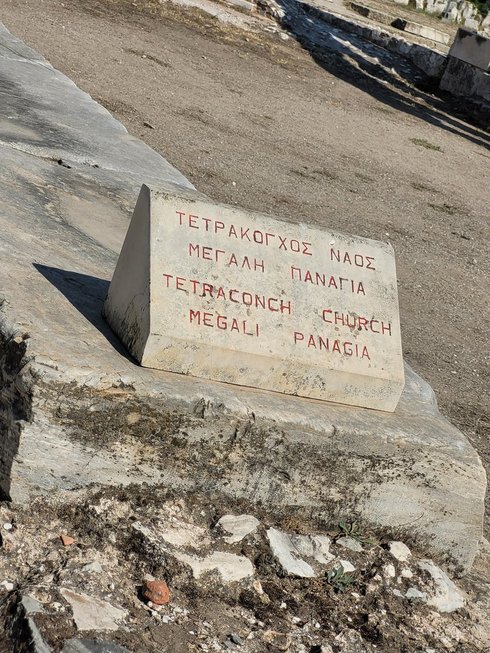 ΤΕΤΡΑΚΟΓΧΟΣ ΝΑΟΣ
ΜΕΓΑΛΗ ΠΑΝΑΓΙΑ
TETRACONCH CHURCH
MEGALI PANAGIA